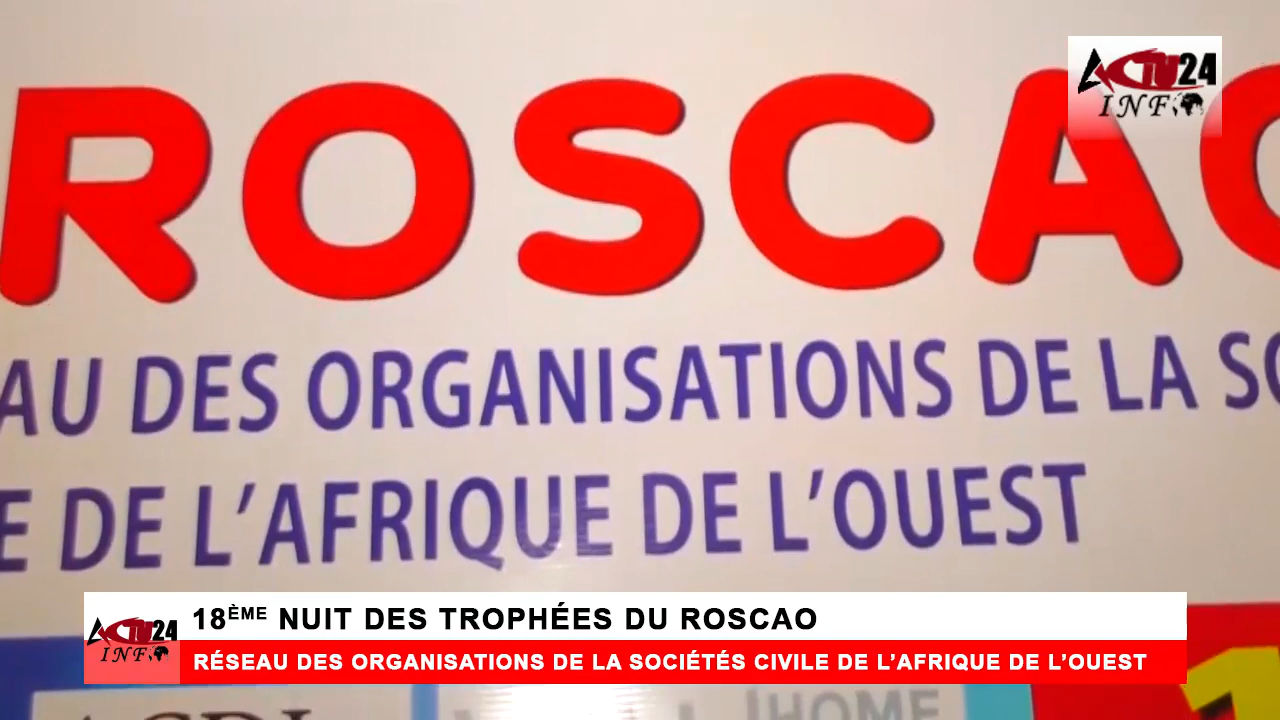 ACTU24
INFO
ROSCAO
AU DES ORGANISATIONS DE LA SO
E DE L'AFRIQUE DE L'OUEST
ACTU24
INFO
18ÈME NUIT DES TROPHÉES DU ROSCAO
RÉSEAU DES ORGANISATIONS DE LA SOCIÉTÉS CIVILE DE L'AFRIQUE DE L'OUEST
HOME